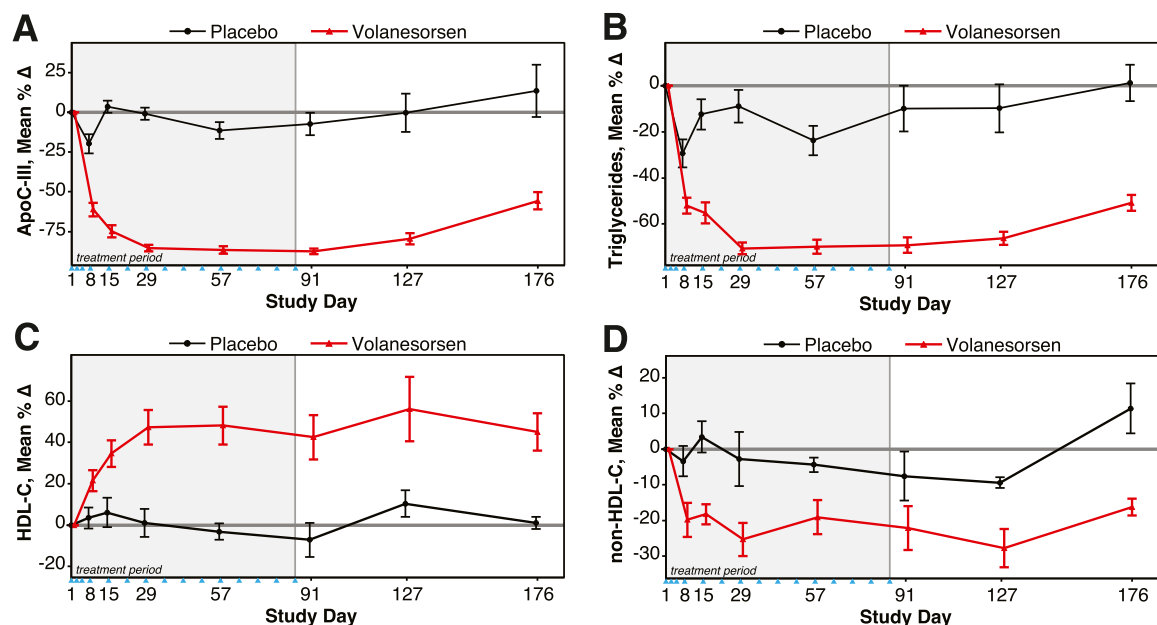 A
Placebo
Volanesorsen
ApoC-III, Mean % Δ
25
0
-25
-50
-75
treatment period
1 8 15 29 57 91 127 176
Study Day
B
Placebo
Volanesorsen
Triglycerides, Mean % Δ
0
-20
-40
-60
treatment period
1 8 15 29 57 91 127 176
Study Day
C
Placebo
Volanesorsen
HDL-C, Mean % Δ
60
40
20
0
-20
treatment period
1 8 15 29 57 91 127 176
Study Day
D
Placebo
Volanesorsen
non-HDL-C, Mean % Δ
20
10
0
-10
-20
-30
treatment period
1 8 15 29 57 91 127 176
Study Day